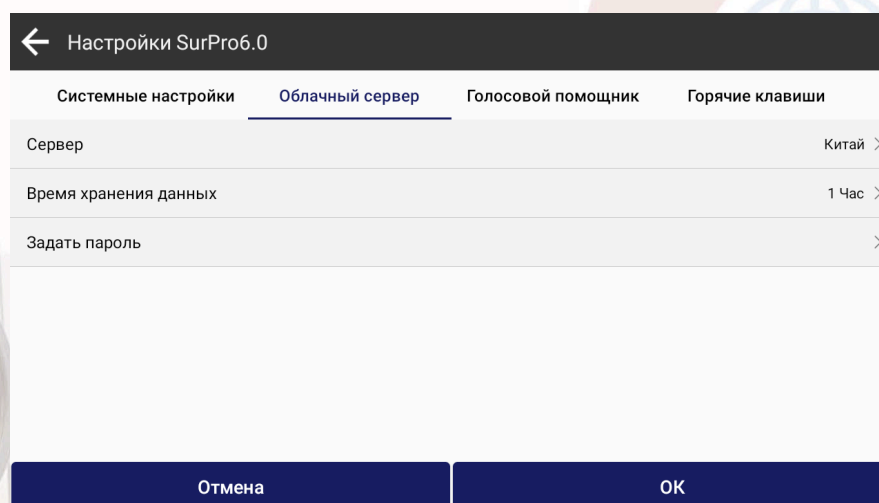 Настройки SurPro6.0
Системные настройки Облачный сервер Голосовой помощник Горячие клавиши
Сервер Китай
Время хранения данных 1 Час
Задать пароль
Отмена ОК